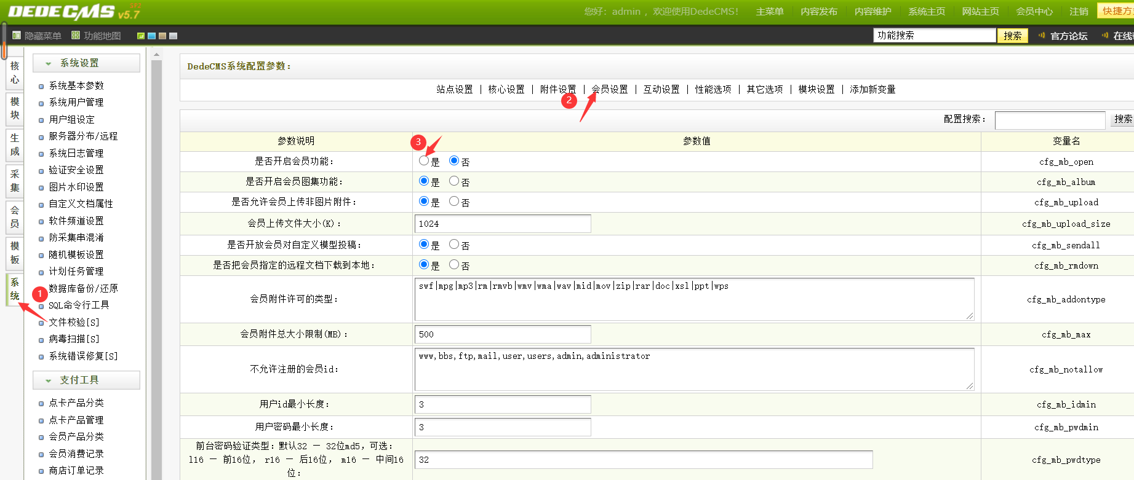 DEDECMS v5.7
您好: admin ， 欢迎使用DedeCMS! 主菜单 内容发布 内容维护 系统主页 网站主页 会员中心 注销 快捷方
隐藏菜单 功能地图 功能搜索 搜索 官方论坛 在线
核心
模块
生成
采集
会员
模板
系统
1
系统设置
系统基本参数
系统用户管理
用户组设定
服务器分布/远程
系统日志管理
验证安全设置
图片水印设置
自定义文档属性
软件频道设置
防采集串混淆
随机模板设置
计划任务管理
数据库备份/还原
SQL命令行工具
文件校验[S]
病毒扫描[S]
系统错误修复[S]
支付工具
点卡产品分类
点卡产品管理
会员产品分类
会员消费记录
商店订单记录
DedeCMS系统配置参数:
站点设置 | 核心设置 | 附件设置 | 会员设置 | 互动设置 | 性能选项 | 其它选项 | 模块设置 | 添加新变量
2
配置搜索: 搜索
参数说明 参数值 变量名
3
是否开启会员功能: 是 否 cfg_mb_open
是否开启会员图集功能: 是 否 cfg_mb_album
是否允许会员上传非图片附件: 是 否 cfg_mb_upload
会员上传文件大小(K): 1024 cfg_mb_upload_size
是否开放会员对自定义模型投稿: 是 否 cfg_mb_sendall
是否把会员指定的远程文档下载到本地: 是 否 cfg_mb_rmdown
会员附件许可的类型: swf|mpg|mp3|rm|rmvb|wmv|wma|wav|mid|mov|zip|rar|doc|xsl|ppt|wps cfg_mb_addontype
会员附件总大小限制(MB): 500 cfg_mb_max
不允许注册的会员id: www,bbs,ftp,mail,user,users,admin,administrator cfg_mb_notallow
用户id最小长度: 3 cfg_mb_idmin
用户密码最小长度: 3 cfg_mb_pwdmin
前台密码验证类型: 默认32 — 32位md5, 可选:
l16 — 前16位, r16 — 后16位, m16 — 中间16
位: 32 cfg_mb_pwdtype